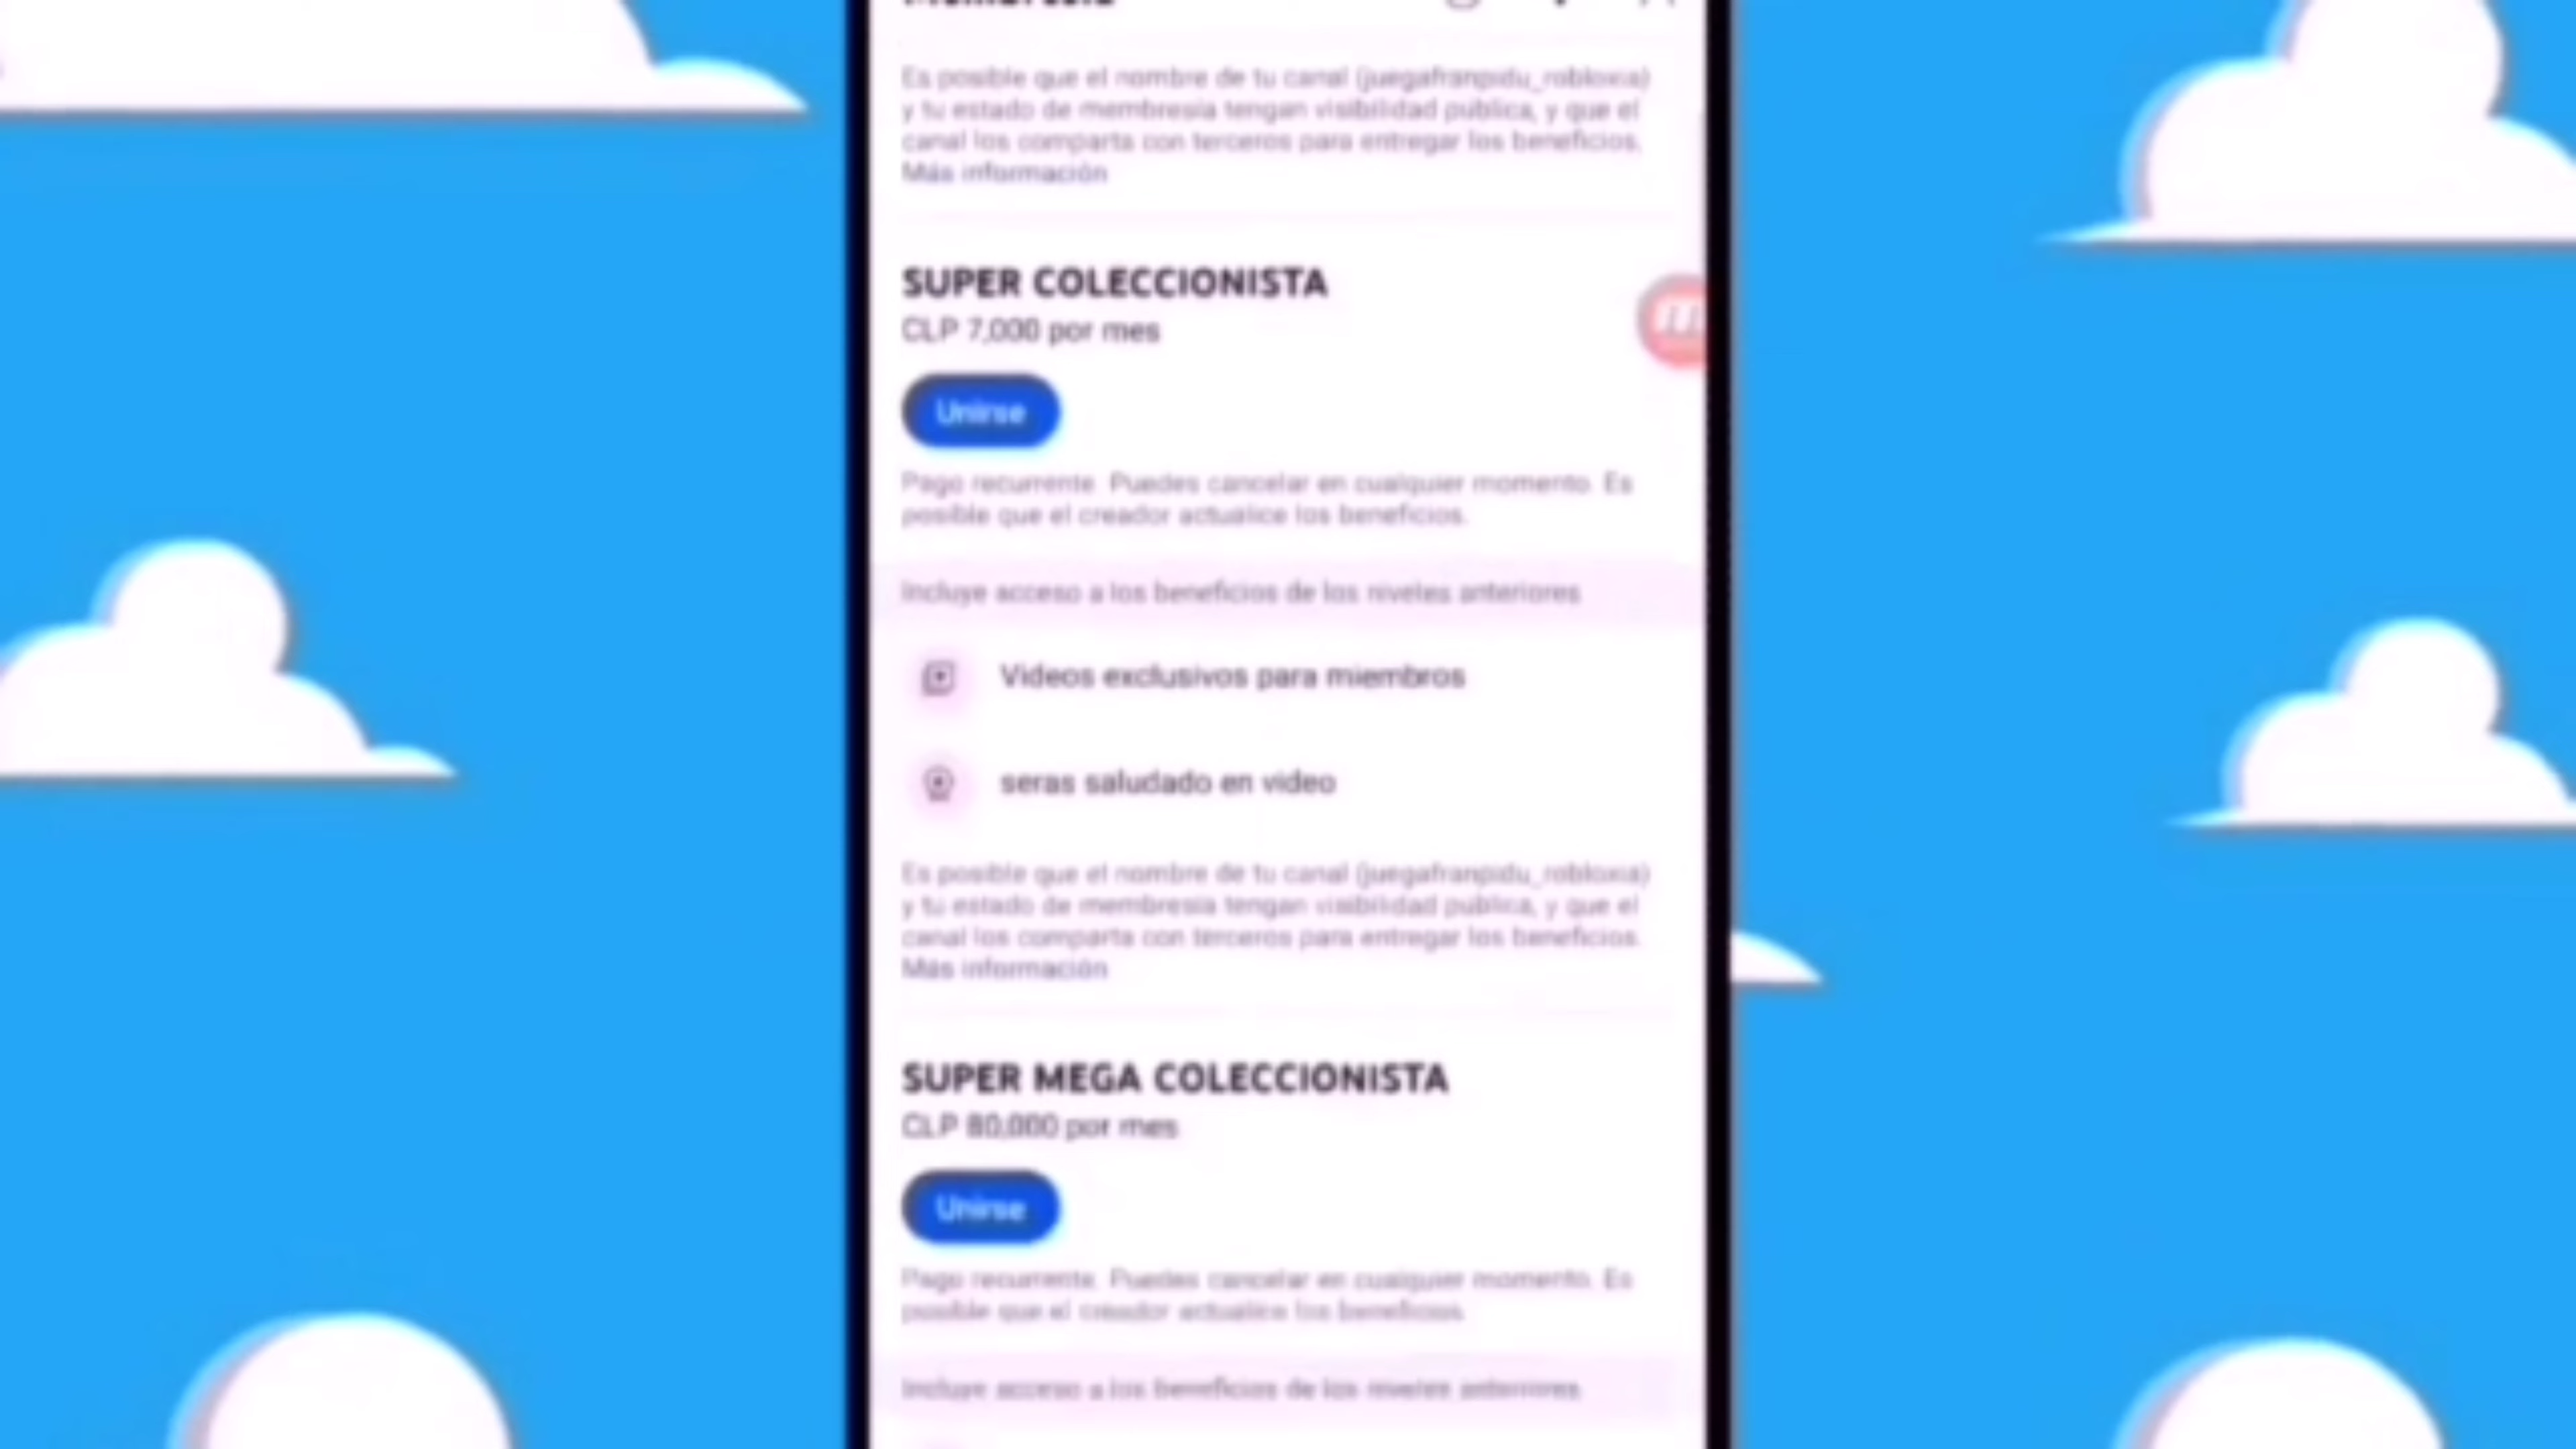 Es posible que el nombre de tu canal (juegafranpidu_robloxia)
y tu estado de membresía tengan visibilidad pública, y que el
canal los comparta con terceros para entregar los beneficios.
Más información
SUPER COLECCIONISTA
CLP 7,000 por mes
Unirse
Pago recurrente. Puedes cancelar en cualquier momento. Es
posible que el creador actualice los beneficios.
Incluye acceso a los beneficios de los niveles anteriores
Videos exclusivos para miembros
seras saludado en video
Es posible que el nombre de tu canal (juegafranpidu_robloxia)
y tu estado de membresía tengan visibilidad pública, y que el
canal los comparta con terceros para entregar los beneficios.
Más información
SUPER MEGA COLECCIONISTA
CLP 80,000 por mes
Unirse
Pago recurrente. Puedes cancelar en cualquier momento. Es
posible que el creador actualice los beneficios.
Incluye acceso a los beneficios de los niveles anteriores